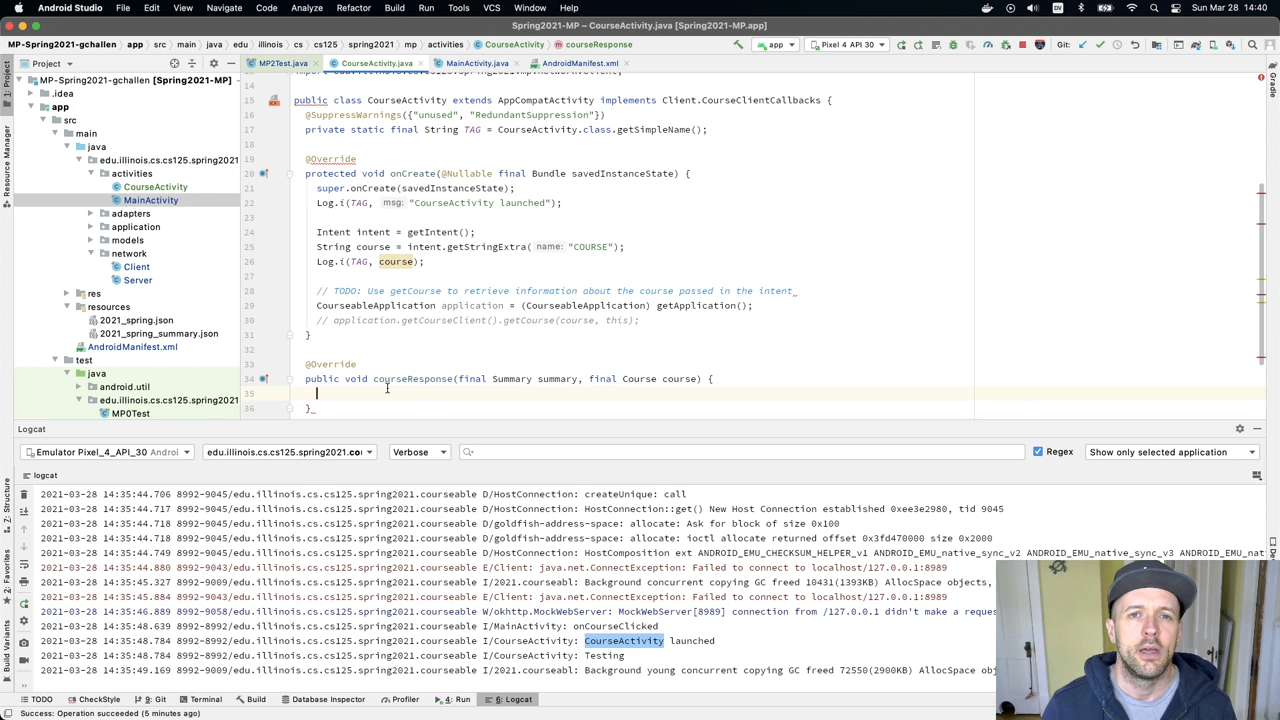 Android Studio File Edit View Navigate Code Analyze Refactor Build Run Tools VCS Window Help DV Sun Mar 28 14:40
Spring2021-MP – CourseActivity.java [Spring2021-MP.app]
MP-Spring2021-gchallen app src main java edu illinois cs cs125 spring2021 mp activities CourseActivity courseResponse app Pixel 4 API 30 Git:
Project MP2Test.java CourseActivity.java MainActivity.java AndroidManifest.xml
MP-Spring2021-gchallen [Spring2021-MP]
.idea
app
src
main
java
edu.illinois.cs.cs125.spring2021
activities
CourseActivity
MainActivity
adapters
application
models
network
Client
Server
res
resources
2021_spring.json
2021_spring_summary.json
AndroidManifest.xml
test
java
android.util
edu.illinois.cs.cs125.spring2021
MP0Test
1: Project
Resource Manager
Z: Structure
2: Favorites
Build Variants
Gradle
14
15 public class CourseActivity extends AppCompatActivity implements Client.CourseClientCallbacks {
16 @SuppressWarnings({"unused", "RedundantSuppression"})
17 private static final String TAG = CourseActivity.class.getSimpleName();
18
19 @Override
20 protected void onCreate(@Nullable final Bundle savedInstanceState) {
21 super.onCreate(savedInstanceState);
22 Log.i(TAG, msg: "CourseActivity launched");
23
24 Intent intent = getIntent();
25 String course = intent.getStringExtra( name: "COURSE");
26 Log.i(TAG, course);
27
28 // TODO: Use getCourse to retrieve information about the course passed in the intent
29 CourseableApplication application = (CourseableApplication) getApplication();
30 // application.getCourseClient().getCourse(course, this);
31 }
32
33 @Override
34 public void courseResponse(final Summary summary, final Course course) {
35
36 }
Logcat
Emulator Pixel_4_API_30 Androi edu.illinois.cs.cs125.spring2021.cou Verbose Regex Show only selected application
logcat
2021-03-28 14:35:44.706 8992-9045/edu.illinois.cs.cs125.spring2021.courseable D/HostConnection: createUnique: call
2021-03-28 14:35:44.717 8992-9045/edu.illinois.cs.cs125.spring2021.courseable D/HostConnection: HostConnection::get() New Host Connection established 0xee3e2980, tid 9045
2021-03-28 14:35:44.718 8992-9045/edu.illinois.cs.cs125.spring2021.courseable D/goldfish-address-space: allocate: Ask for block of size 0x100
2021-03-28 14:35:44.718 8992-9045/edu.illinois.cs.cs125.spring2021.courseable D/goldfish-address-space: allocate: ioctl allocate returned offset 0x3fd470000 size 0x2000
2021-03-28 14:35:44.749 8992-9045/edu.illinois.cs.cs125.spring2021.courseable D/HostConnection: HostComposition ext ANDROID_EMU_CHECKSUM_HELPER_v1 ANDROID_EMU_native_sync_v2 ANDROID_EMU_native_sync_v3 ANDROID_EMU_nat
2021-03-28 14:35:44.880 8992-9043/edu.illinois.cs.cs125.spring2021.courseable E/Client: java.net.ConnectException: Failed to connect to localhost/127.0.0.1:8989
2021-03-28 14:35:45.327 8992-9008/edu.illinois.cs.cs125.spring2021.courseable I/2021.courseabl: Background concurrent copying GC freed 10431(1393KB) AllocSpace objects,
2021-03-28 14:35:45.884 8992-9043/edu.illinois.cs.cs125.spring2021.courseable E/Client: java.net.ConnectException: Failed to connect to localhost/127.0.0.1:8989
2021-03-28 14:35:46.889 8992-9058/edu.illinois.cs.cs125.spring2021.courseable W/okhttp.MockWebServer: MockWebServer[8989] connection from /127.0.0.1 didn't make a reques
2021-03-28 14:35:48.639 8992-8992/edu.illinois.cs.cs125.spring2021.courseable I/MainActivity: onCourseClicked
2021-03-28 14:35:48.784 8992-8992/edu.illinois.cs.cs125.spring2021.courseable I/CourseActivity: CourseActivity launched
2021-03-28 14:35:48.784 8992-8992/edu.illinois.cs.cs125.spring2021.courseable I/CourseActivity: Testing
2021-03-28 14:35:49.169 8992-9008/edu.illinois.cs.cs125.spring2021.courseable I/2021.courseabl: Background young concurrent copying GC freed 72550(2900KB) AllocSpace obj
TODO CheckStyle 9: Git Terminal Build Database Inspector Profiler 4: Run 6: Logcat
Success: Operation succeeded (5 minutes ago)